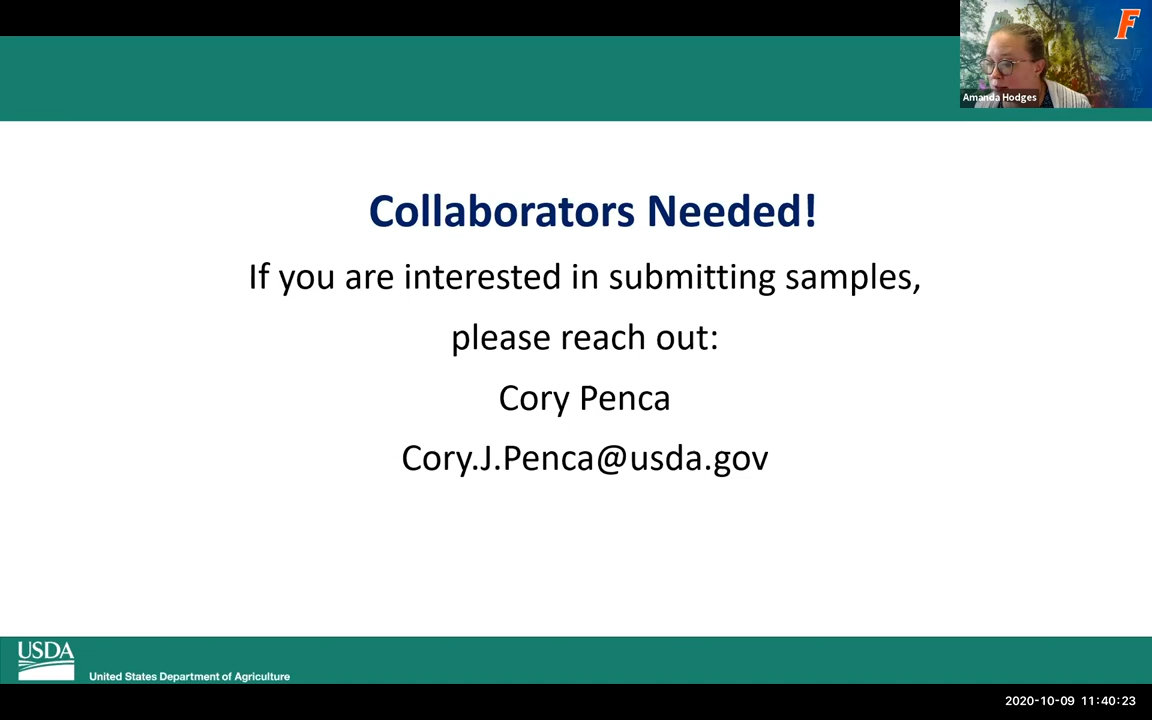 F
Amanda Hodges
Collaborators Needed!
If you are interested in submitting samples,
please reach out:
Cory Penca
Cory.J.Penca@usda.gov
USDA
United States Department of Agriculture
2020-10-09 11:40:23